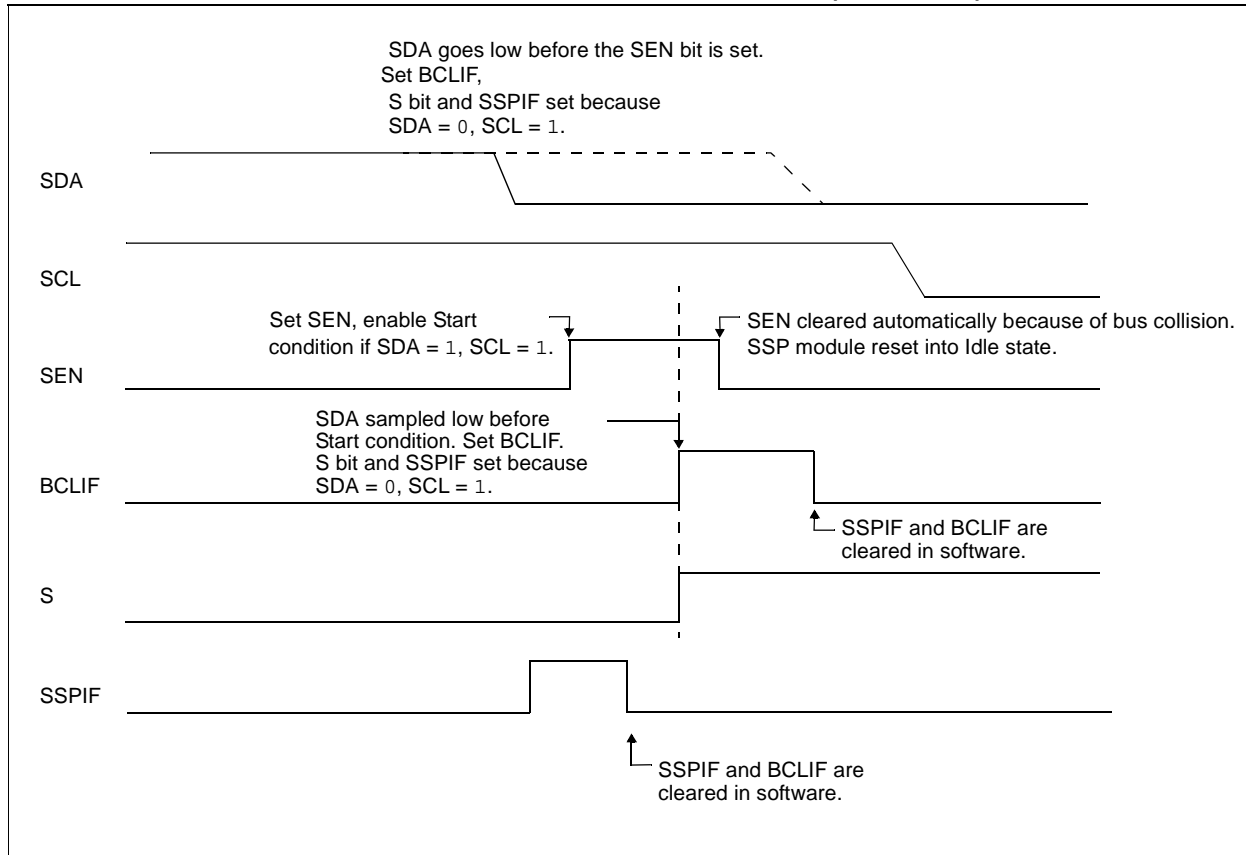 SDA goes low before the SEN bit is set.
Set BCLIF,
S bit and SSPIF set because
SDA = 0, SCL = 1.
SDA
SCL
Set SEN, enable Start
condition if SDA = 1, SCL = 1.
SEN cleared automatically because of bus collision.
SSP module reset into Idle state.
SEN
SDA sampled low before
Start condition. Set BCLIF.
S bit and SSPIF set because
SDA = 0, SCL = 1.
BCLIF
SSPIF and BCLIF are
cleared in software.
S
SSPIF
SSPIF and BCLIF are
cleared in software.